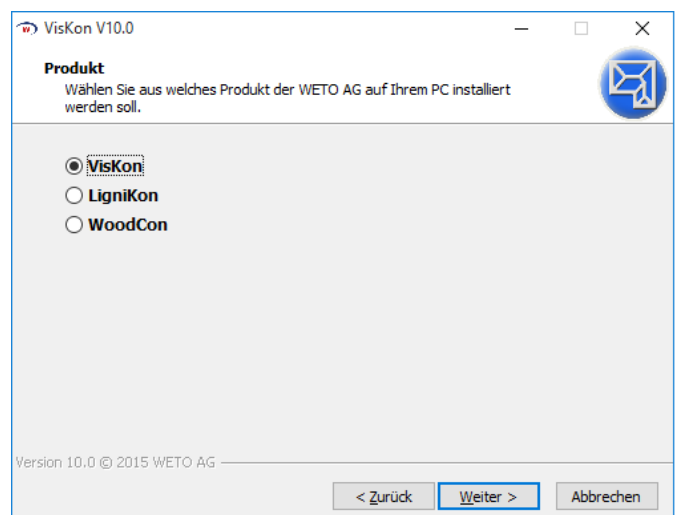 VisKon V10.0
Produkt
Wählen Sie aus welches Produkt der WETO AG auf Ihrem PC installiert
werden soll.
VisKon
LigniKon
WoodCon
Version 10.0 © 2015 WETO AG
< Zurück Weiter > Abbrechen